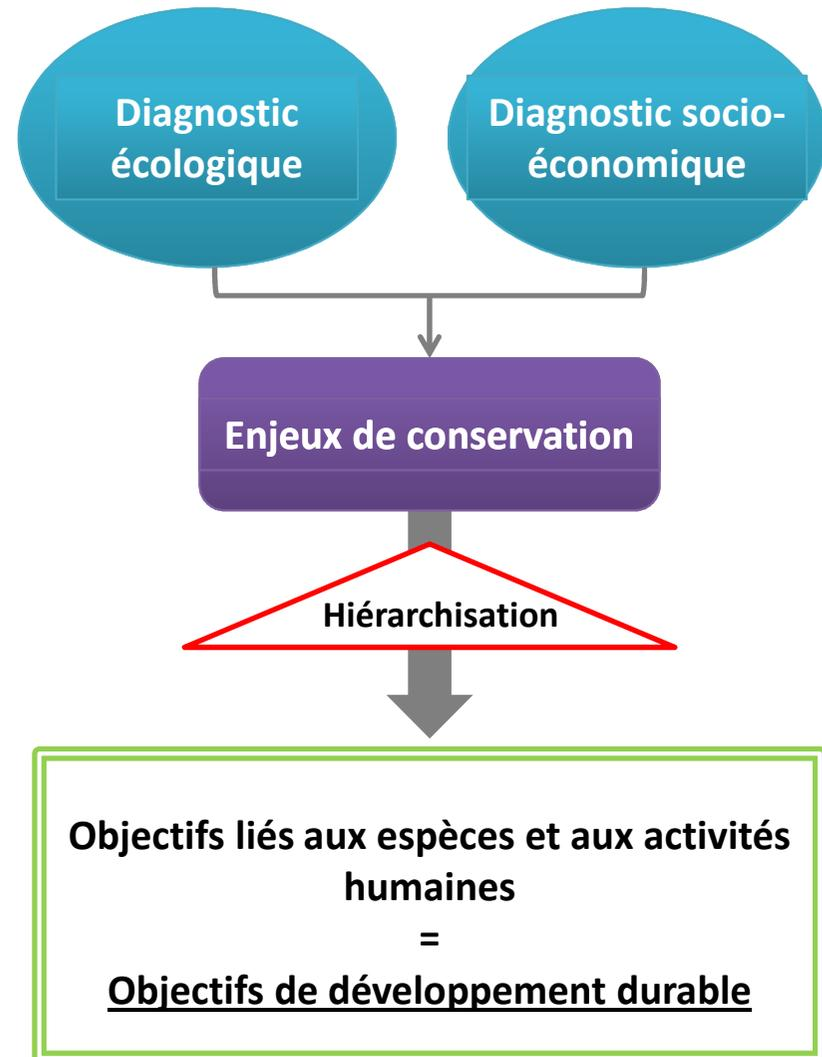 Diagnostic
écologique
Diagnostic socio-
économique
Enjeux de conservation
Hiérarchisation
Objectifs liés aux espèces et aux activités
humaines
=
Objectifs de développement durable